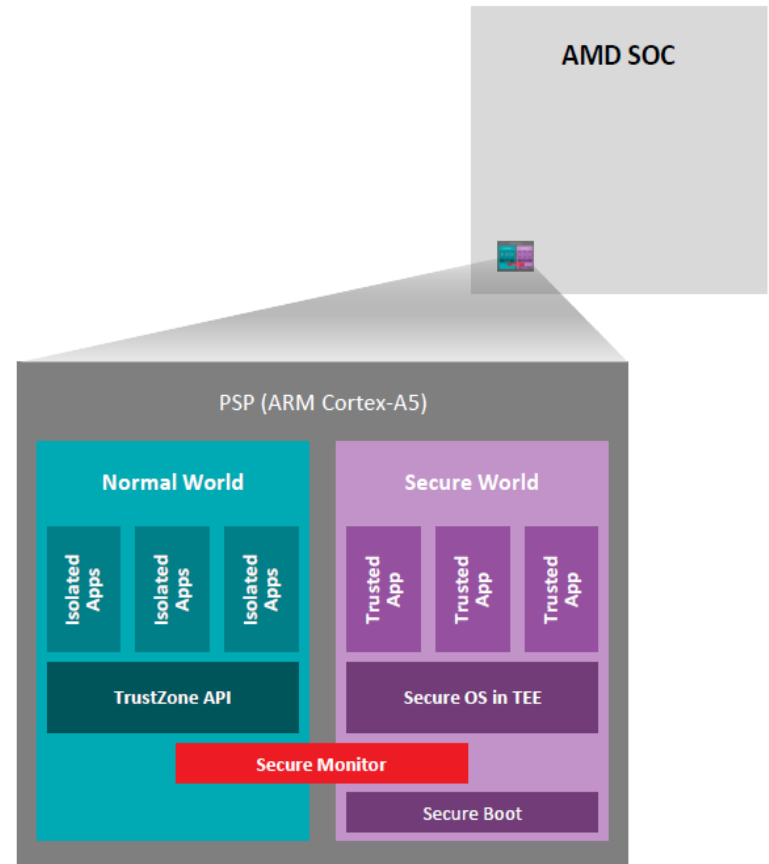 AMD SOC
PSP (ARM Cortex-A5)
Normal World
Secure World
Isolated
Apps
Isolated
Apps
Isolated
Apps
Trusted
App
Trusted
App
Trusted
App
TrustZone API
Secure OS in TEE
Secure Monitor
Secure Boot